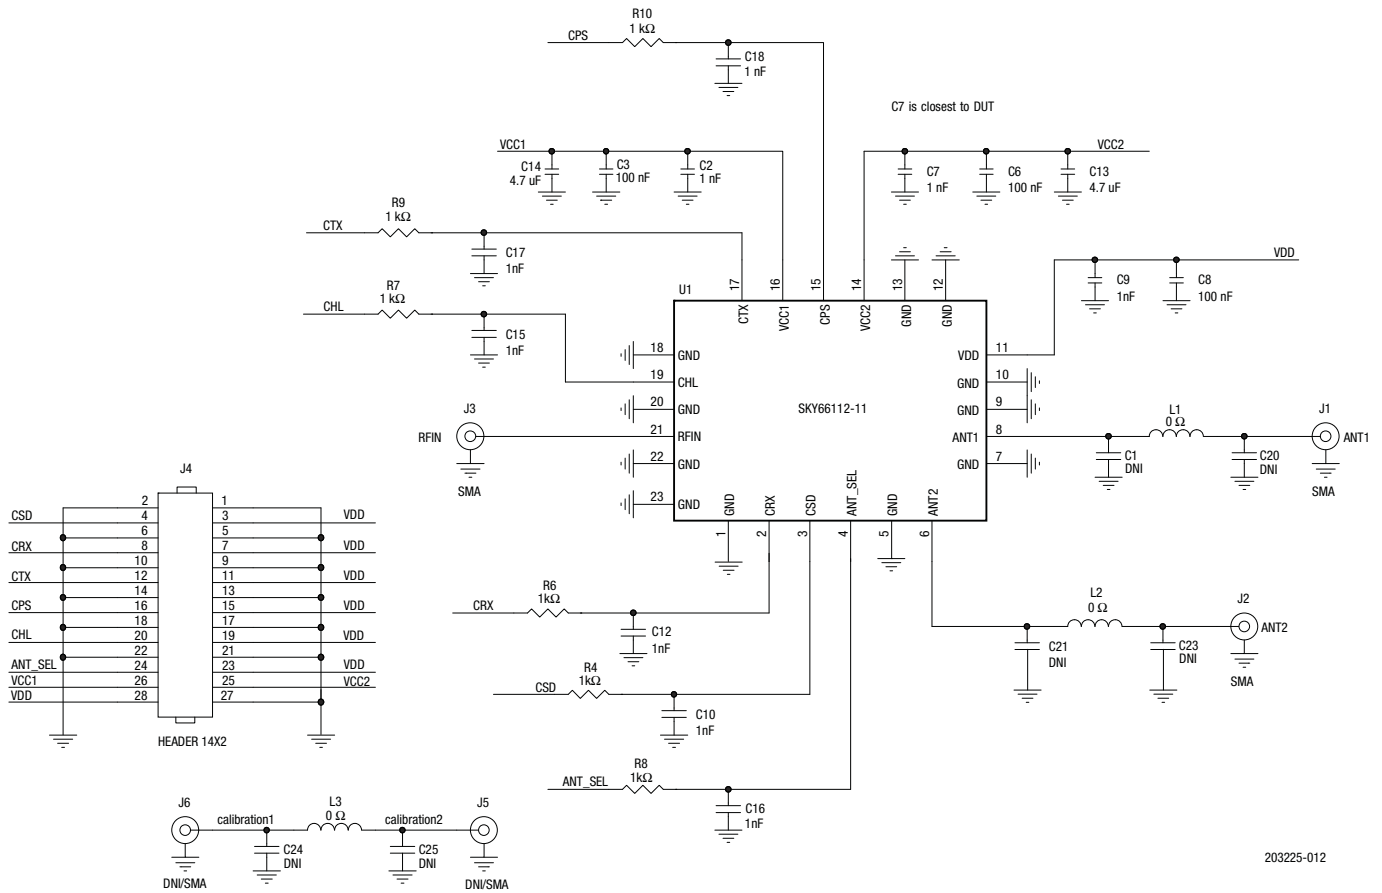 R10
1 kΩ
CPS
C18
1 nF
C7 is closest to DUT
VCC1
C14
4.7 uF
C3
100 nF
C2
1 nF
VCC2
C7
1 nF
C6
100 nF
C13
4.7 uF
R9
1 kΩ
CTX
C17
1nF
R7
1 kΩ
CHL
C15
1nF
VDD
C9
1nF
C8
100 nF
U1
17
16
15
14
13
12
CTX
VCC1
CPS
VCC2
GND
GND
18 GND
19 CHL
20 GND
21 RFIN
22 GND
23 GND
SKY66112-11
VDD 11
GND 10
GND 9
ANT1 8
GND 7
GND
CRX
CSD
ANT_SEL
GND
ANT2
1
2
3
4
5
6
J3
RFIN
SMA
L1
0 Ω
C1
DNI
C20
DNI
J1
ANT1
SMA
L2
0 Ω
C21
DNI
C23
DNI
J2
ANT2
SMA
R6
1kΩ
CRX
C12
1nF
R4
1kΩ
CSD
C10
1nF
R8
1kΩ
ANT_SEL
C16
1nF
J4
2 1
CSD 4 3 VDD
6 5
CRX 8 7 VDD
10 9
CTX 12 11 VDD
14 13
CPS 16 15 VDD
18 17
CHL 20 19 VDD
22 21
ANT_SEL 24 23 VDD
VCC1 26 25 VCC2
VDD 28 27
HEADER 14X2
J6
calibration1
L3
0 Ω
calibration2
J5
C24
DNI
C25
DNI
DNI/SMA
DNI/SMA
203225-012